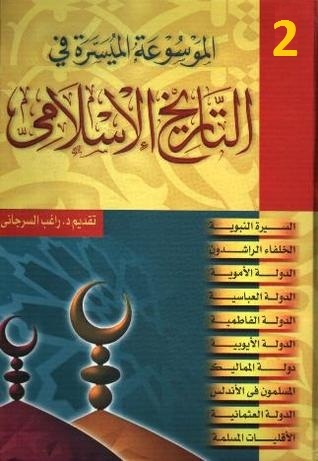 2
الموسوعة الميسرة في
التاريخ الإسلامي
تقديم د. راغب السرجاني
السيرة النبوية
الخلفاء الراشدون
الدولة الأموية
الدولة العباسية
الدولة الفاطمية
الدولة الأيوبية
دولة المماليك
المسلمون فى الأندلس
الدولة العثمانية
الأقليات المسلمة